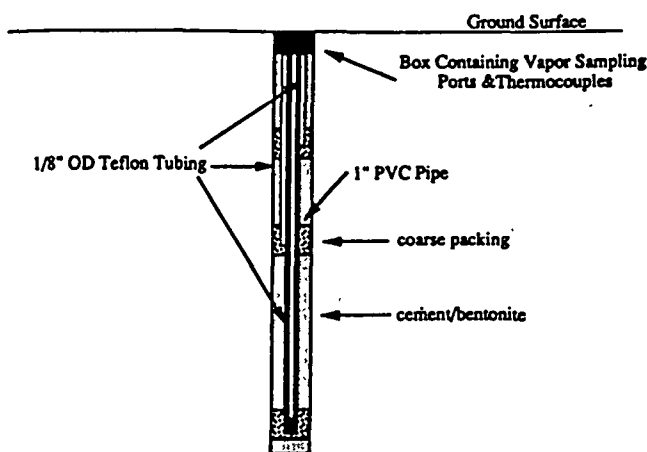 Ground Surface
Box Containing Vapor Sampling
Ports &Thermocouples
1/8" OD Teflon Tubing
1" PVC Pipe
coarse packing
cement/bentonite